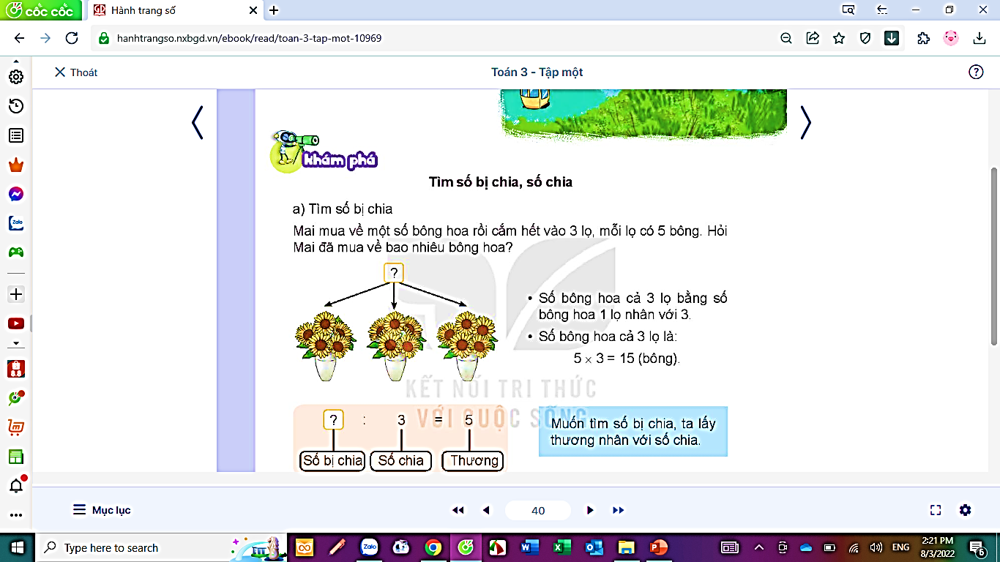 cốc cốc
Hành trang số
hanhtrangso.nxbgd.vn/ebook/read/toan-3-tap-mot-10969
Thoát
Toán 3 - Tập một
khám phá
Tìm số bị chia, số chia
a) Tìm số bị chia
Mai mua về một số bông hoa rồi cắm hết vào 3 lọ, mỗi lọ có 5 bông. Hỏi
Mai đã mua về bao nhiêu bông hoa?
?
• Số bông hoa cả 3 lọ bằng số
bông hoa 1 lọ nhân với 3.
• Số bông hoa cả 3 lọ là:
5 × 3 = 15 (bông).
KẾT NỐI TRI THỨC
VỚI CUỘC SỐNG
? : 3 = 5
Số bị chia Số chia Thương
Muốn tìm số bị chia, ta lấy
thương nhân với số chia.
Zalo
8.8
Mục lục
40
Type here to search
Zalo
ENG
2:21 PM
8/3/2022
6